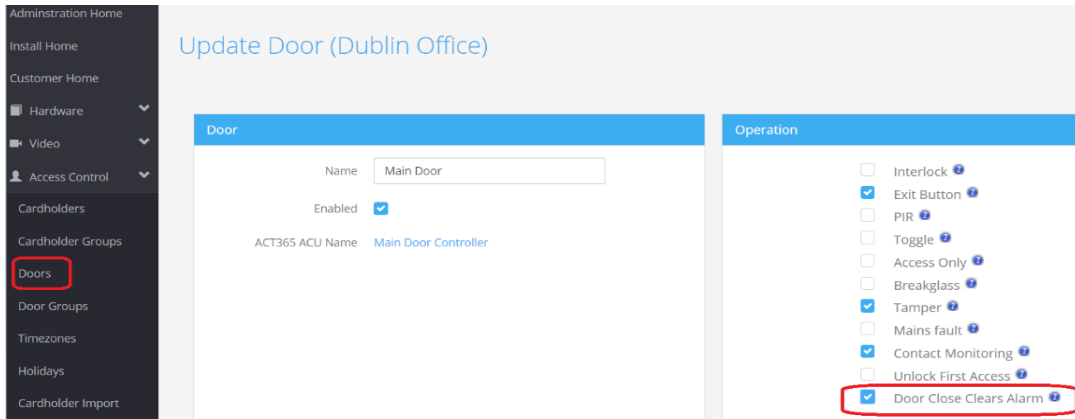 Adminstration Home
Install Home
Customer Home
Hardware
Video
Access Control
Cardholders
Cardholder Groups
Doors
Door Groups
Timezones
Holidays
Cardholder Import
Update Door (Dublin Office)
Door
Name Main Door
Enabled
ACT365 ACU Name Main Door Controller
Operation
Interlock ?
Exit Button ?
PIR ?
Toggle ?
Access Only ?
Breakglass ?
Tamper ?
Mains fault ?
Contact Monitoring ?
Unlock First Access ?
Door Close Clears Alarm ?